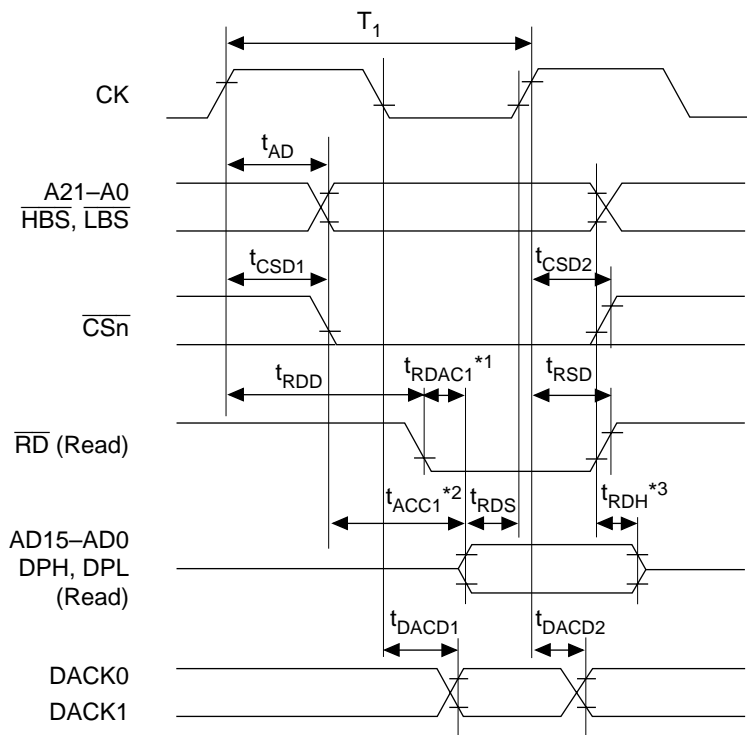 T1
CK
tAD
A21–A0
HBS, LBS
tCSD1
tCSD2
CSn
tRDD
tRDAC1*1
tRSD
RD (Read)
tACC1*2
tRDS
tRDH*3
AD15–AD0
DPH, DPL
(Read)
tDACD1
tDACD2
DACK0
DACK1